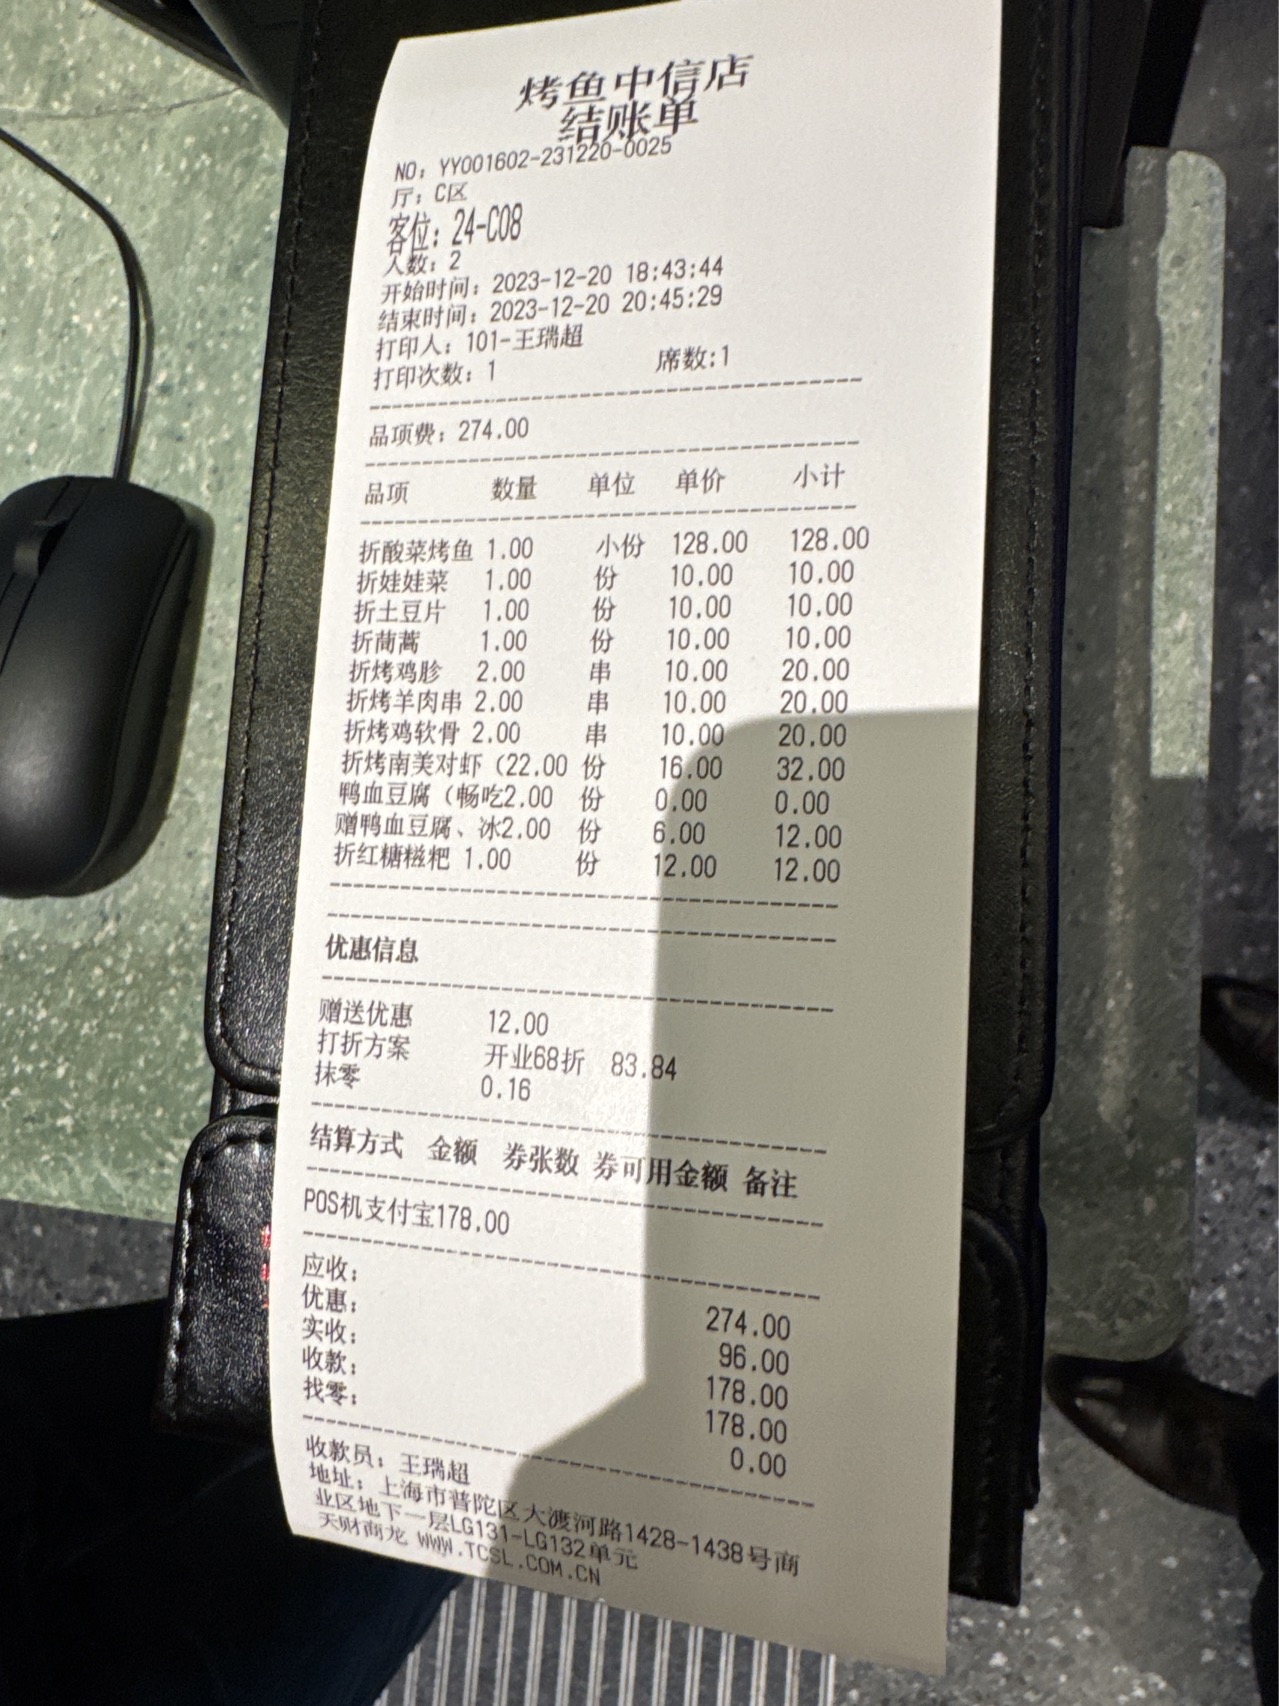 烤鱼中信店
结账单
NO: YY001602-231220-0025
厅: C区
客位: 24-C08
人数: 2
开始时间: 2023-12-20 18:43:44
结束时间: 2023-12-20 20:45:29
打印人: 101-王瑞超
打印次数: 1 席数:1
品项费: 274.00
品项 数量 单位 单价 小计
折酸菜烤鱼 1.00 小份 128.00 128.00
折娃娃菜 1.00 份 10.00 10.00
折土豆片 1.00 份 10.00 10.00
折茼蒿 1.00 份 10.00 10.00
折烤鸡胗 2.00 串 10.00 20.00
折烤羊肉串 2.00 串 10.00 20.00
折烤鸡软骨 2.00 串 10.00 20.00
折烤南美对虾（22.00 份 16.00 32.00
鸭血豆腐（畅吃2.00 份 0.00 0.00
赠鸭血豆腐、冰2.00 份 6.00 12.00
折红糖糍粑 1.00 份 12.00 12.00
优惠信息
赠送优惠 12.00
打折方案 开业68折 83.84
抹零 0.16
结算方式 金额 券张数 券可用金额 备注
POS机支付宝178.00
应收: 274.00
优惠: 96.00
实收: 178.00
收款: 178.00
找零: 0.00
收款员: 王瑞超
地址: 上海市普陀区大渡河路1428-1438号商
业区地下一层LG131-LG132单元
天财商龙 WWW.TCSL.COM.CN